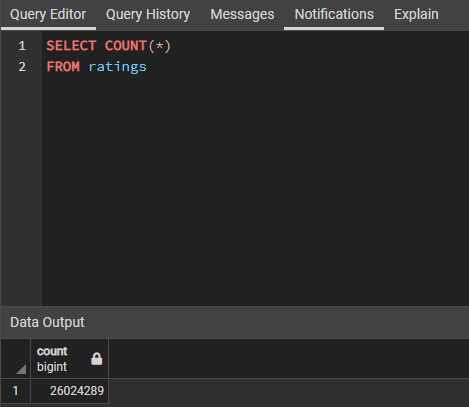 Query Editor Query History Messages Notifications Explain
1 SELECT COUNT(*)
2 FROM ratings
Data Output
count
bigint
1 26024289